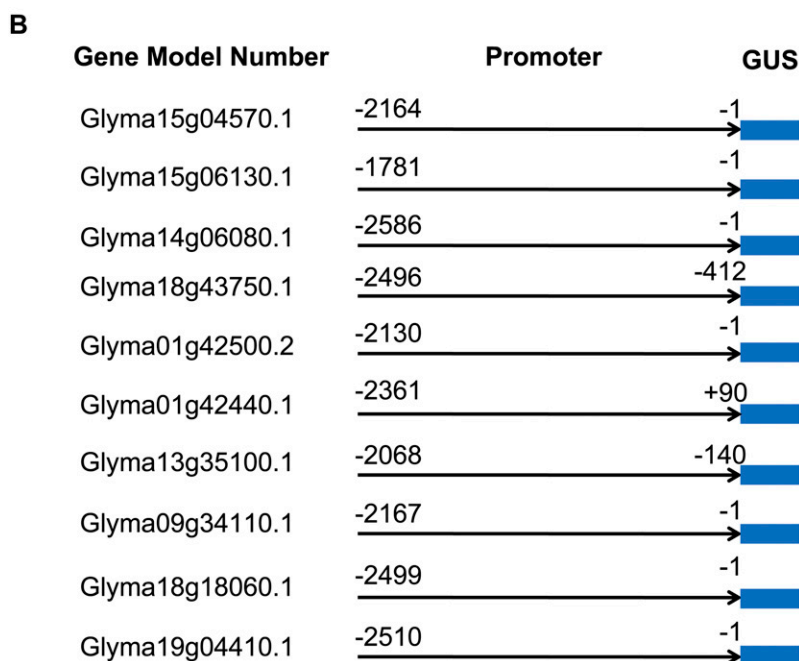 B
Gene Model Number Promoter GUS
Glyma15g04570.1 -2164 -1
Glyma15g06130.1 -1781 -1
Glyma14g06080.1 -2586 -1
Glyma18g43750.1 -2496 -412
Glyma01g42500.2 -2130 -1
Glyma01g42440.1 -2361 +90
Glyma13g35100.1 -2068 -140
Glyma09g34110.1 -2167 -1
Glyma18g18060.1 -2499 -1
Glyma19g04410.1 -2510 -1